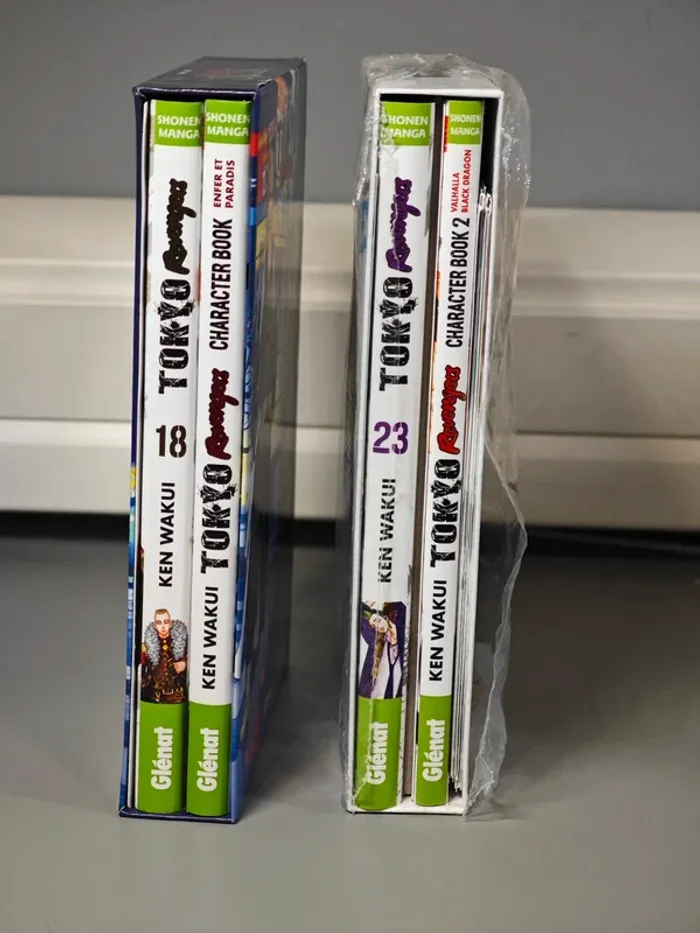 SHONEN
MANGA
TOKYO Revengers
18
KEN WAKUI
Glénat
SHONEN
MANGA
ENFER ET
PARADIS
CHARACTER BOOK
TOKYO Revengers
KEN WAKUI
Glénat
SHONEN
MANGA
TOKYO Revengers
23
KEN WAKUI
Glénat
SHONEN
MANGA
VALHALLA
BLACK DRAGON
CHARACTER BOOK 2
TOKYO Revengers
KEN WAKUI
Glénat